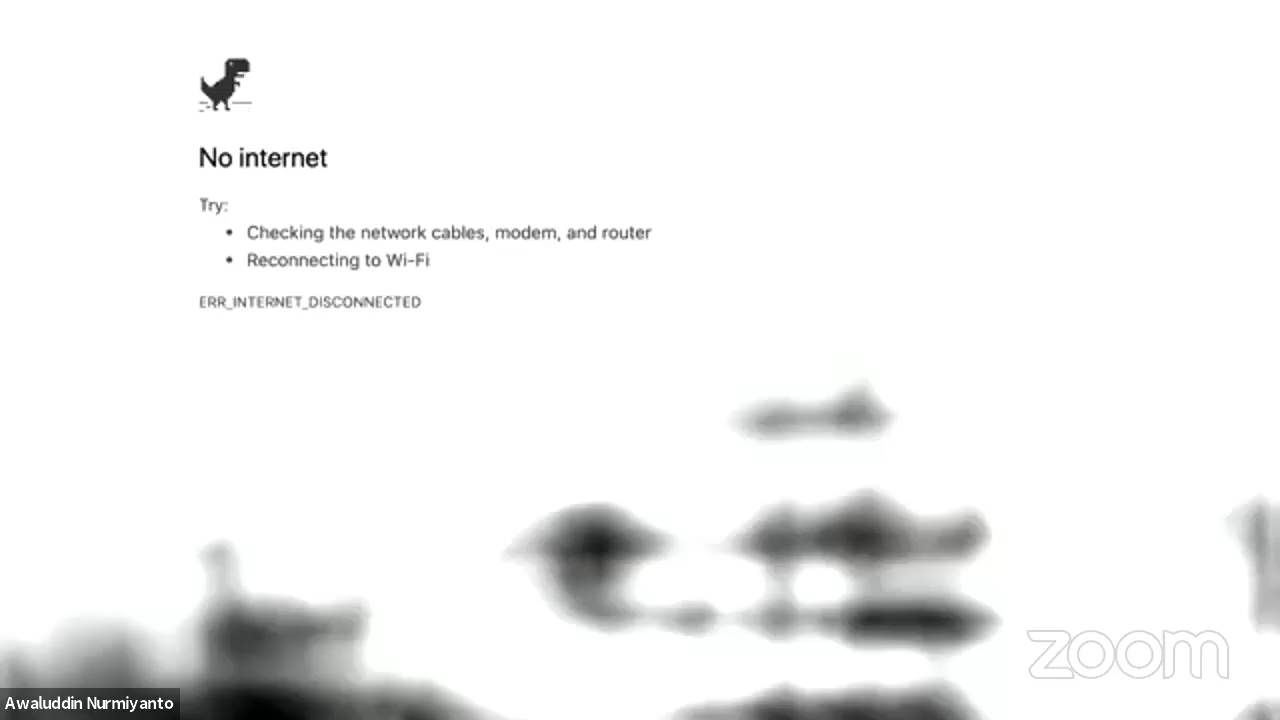 No internet
Try:
• Checking the network cables, modem, and router
• Reconnecting to Wi-Fi
ERR_INTERNET_DISCONNECTED
zoom
Awaluddin Nurmiyanto